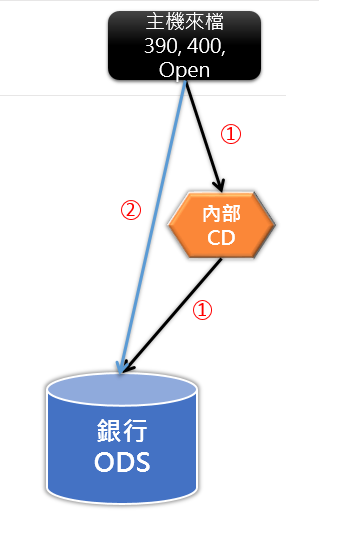 主機來檔
390, 400,
Open
①
②
內部
CD
①
銀行
ODS